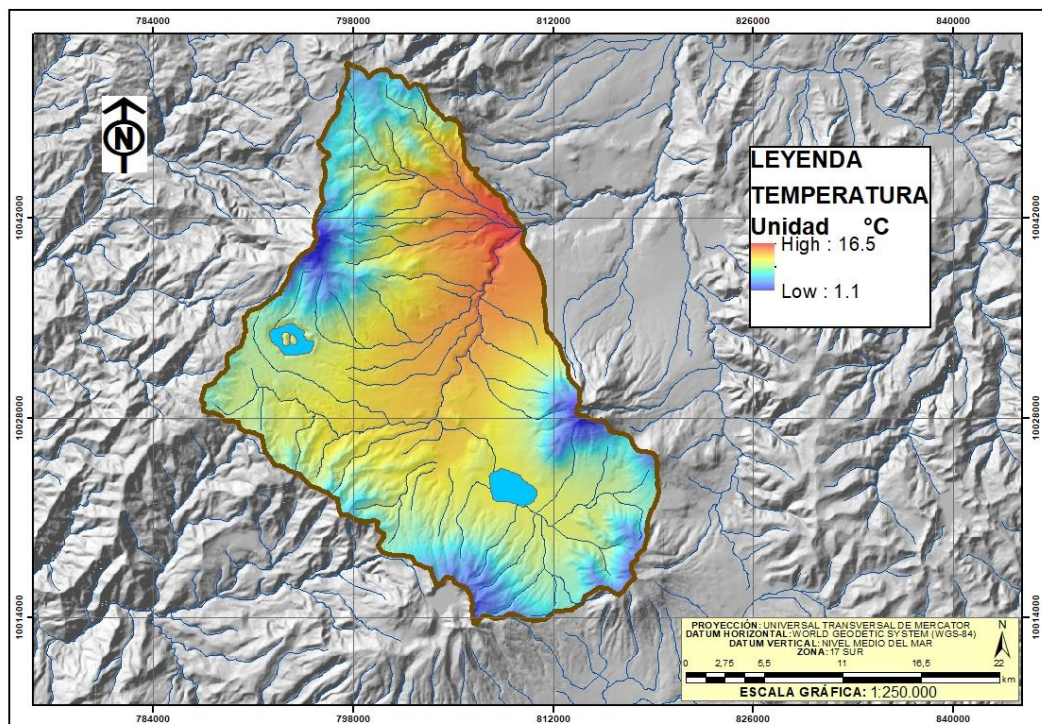 784000 798000 812000 826000 840000
N
LEYENDA
TEMPERATURA
Unidad °C
High : 16.5
Low : 1.1
10042000 10042000
10028000 10028000
10014000 10014000
PROYECCIÓN: UNIVERSAL TRANSVERSAL DE MERCATOR
DATUM HORIZONTAL: WORLD GEODETIC SYSTEM (WGS-84)
DATUM VERTICAL: NIVEL MEDIO DEL MAR
ZONA: 17 SUR
N
0 2,75 5,5 11 16,5 22
km
ESCALA GRÁFICA: 1:250.000
784000 798000 812000 826000 840000